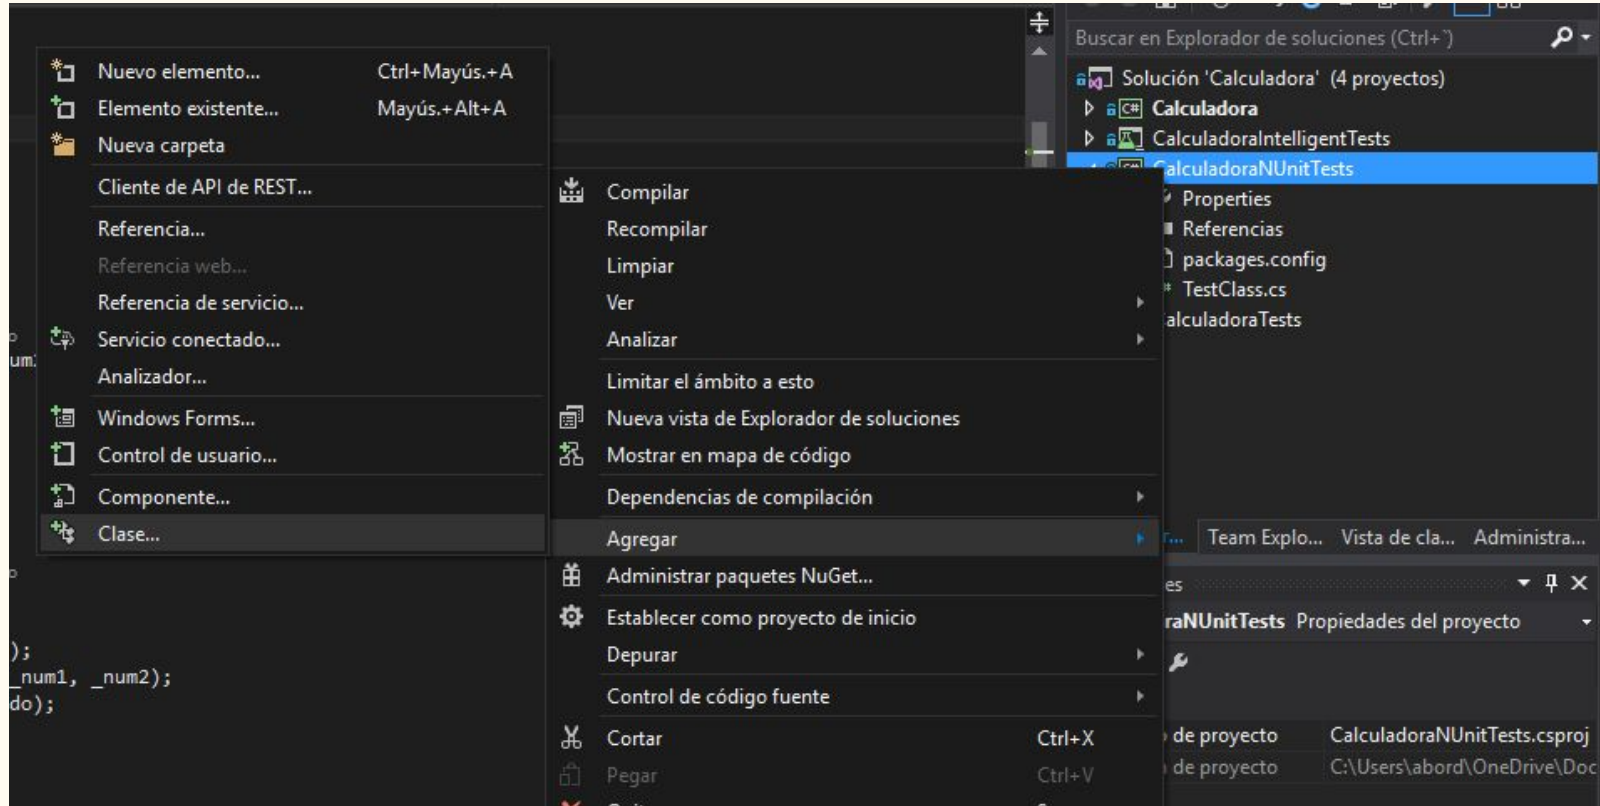 Nuevo elemento... Ctrl+Mayús.+A
Elemento existente... Mayús.+Alt+A
Nueva carpeta
Cliente de API de REST...
Referencia...
Referencia web...
Referencia de servicio...
Servicio conectado...
Analizador...
Windows Forms...
Control de usuario...
Componente...
Clase...
um
);
_num1, _num2);
do);
Compilar
Recompilar
Limpiar
Ver
Analizar
Limitar el ámbito a esto
Nueva vista de Explorador de soluciones
Mostrar en mapa de código
Dependencias de compilación
Agregar
Administrar paquetes NuGet...
Establecer como proyecto de inicio
Depurar
Control de código fuente
Cortar Ctrl+X
Pegar Ctrl+V
Buscar en Explorador de soluciones (Ctrl+`)
Solución 'Calculadora' (4 proyectos)
C# Calculadora
CalculadoraIntelligentTests
alculadoraNUnitTests
Properties
Referencias
packages.config
TestClass.cs
alculadoraTests
r... Team Explo... Vista de cla... Administra...
es
raNUnitTests Propiedades del proyecto
de proyecto CalculadoraNUnitTests.csproj
de proyecto C:\Users\abord\OneDrive\Doc